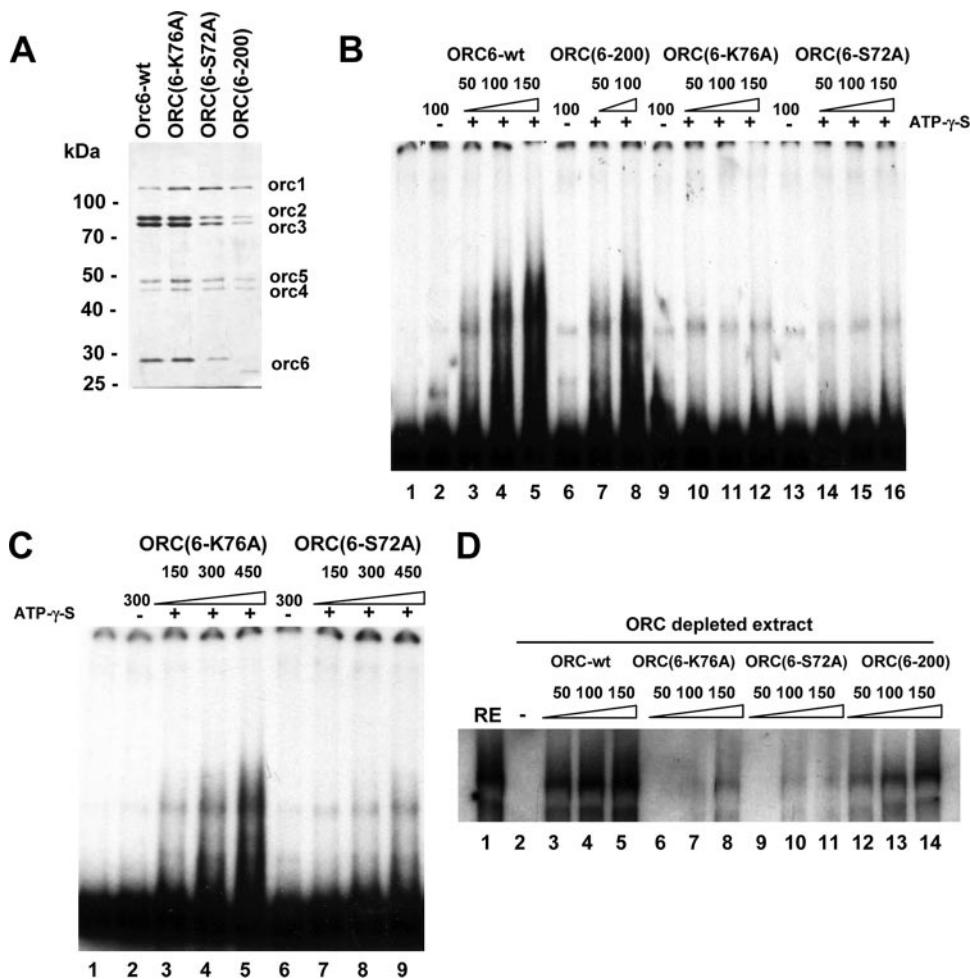 A
Orc6-wt
ORC(6-K76A)
ORC(6-S72A)
ORC(6-200)
kDa
100 -
70 -
50 -
40 -
30 -
25 -
orc1
orc2
orc3
orc5
orc4
orc6
B
ORC6-wt ORC(6-200) ORC(6-K76A) ORC(6-S72A)
50 100 150 50 100 50 100 150 50 100 150
100 100 100 100
- + + + - + + - + + + - + + + ATP-γ-S
1 2 3 4 5 6 7 8 9 10 11 12 13 14 15 16
C
ORC(6-K76A) ORC(6-S72A)
150 300 450 150 300 450
300 300
ATP-γ-S - + + + - + + +
1 2 3 4 5 6 7 8 9
D
ORC depleted extract
ORC-wt ORC(6-K76A) ORC(6-S72A) ORC(6-200)
50 100 150 50 100 150 50 100 150 50 100 150
RE -
1 2 3 4 5 6 7 8 9 10 11 12 13 14